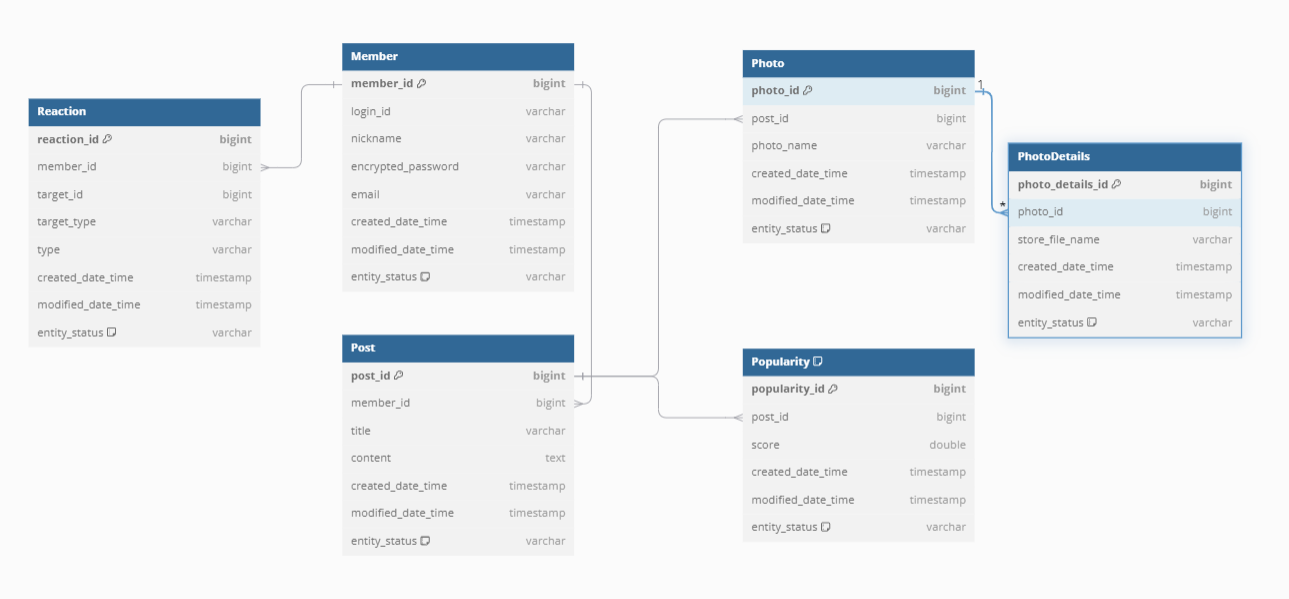 Reaction
reaction_id bigint
member_id bigint
target_id bigint
target_type varchar
type varchar
created_date_time timestamp
modified_date_time timestamp
entity_status varchar
Member
member_id bigint
login_id varchar
nickname varchar
encrypted_password varchar
email varchar
created_date_time timestamp
modified_date_time timestamp
entity_status varchar
Post
post_id bigint
member_id bigint
title varchar
content text
created_date_time timestamp
modified_date_time timestamp
entity_status varchar
Photo
photo_id bigint
post_id bigint
photo_name varchar
created_date_time timestamp
modified_date_time timestamp
entity_status varchar
Popularity
popularity_id bigint
post_id bigint
score double
created_date_time timestamp
modified_date_time timestamp
entity_status varchar
1
*
PhotoDetails
photo_details_id bigint
photo_id bigint
store_file_name varchar
created_date_time timestamp
modified_date_time timestamp
entity_status varchar